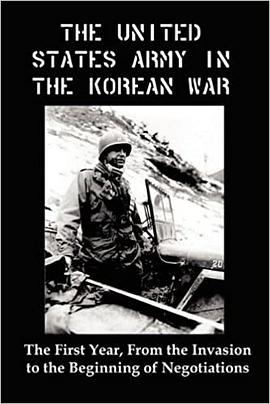 THE UNITED
STATES ARMY IN
THE KOREAN WAR
20
The First Year, From the Invasion
to the Beginning of Negotiations